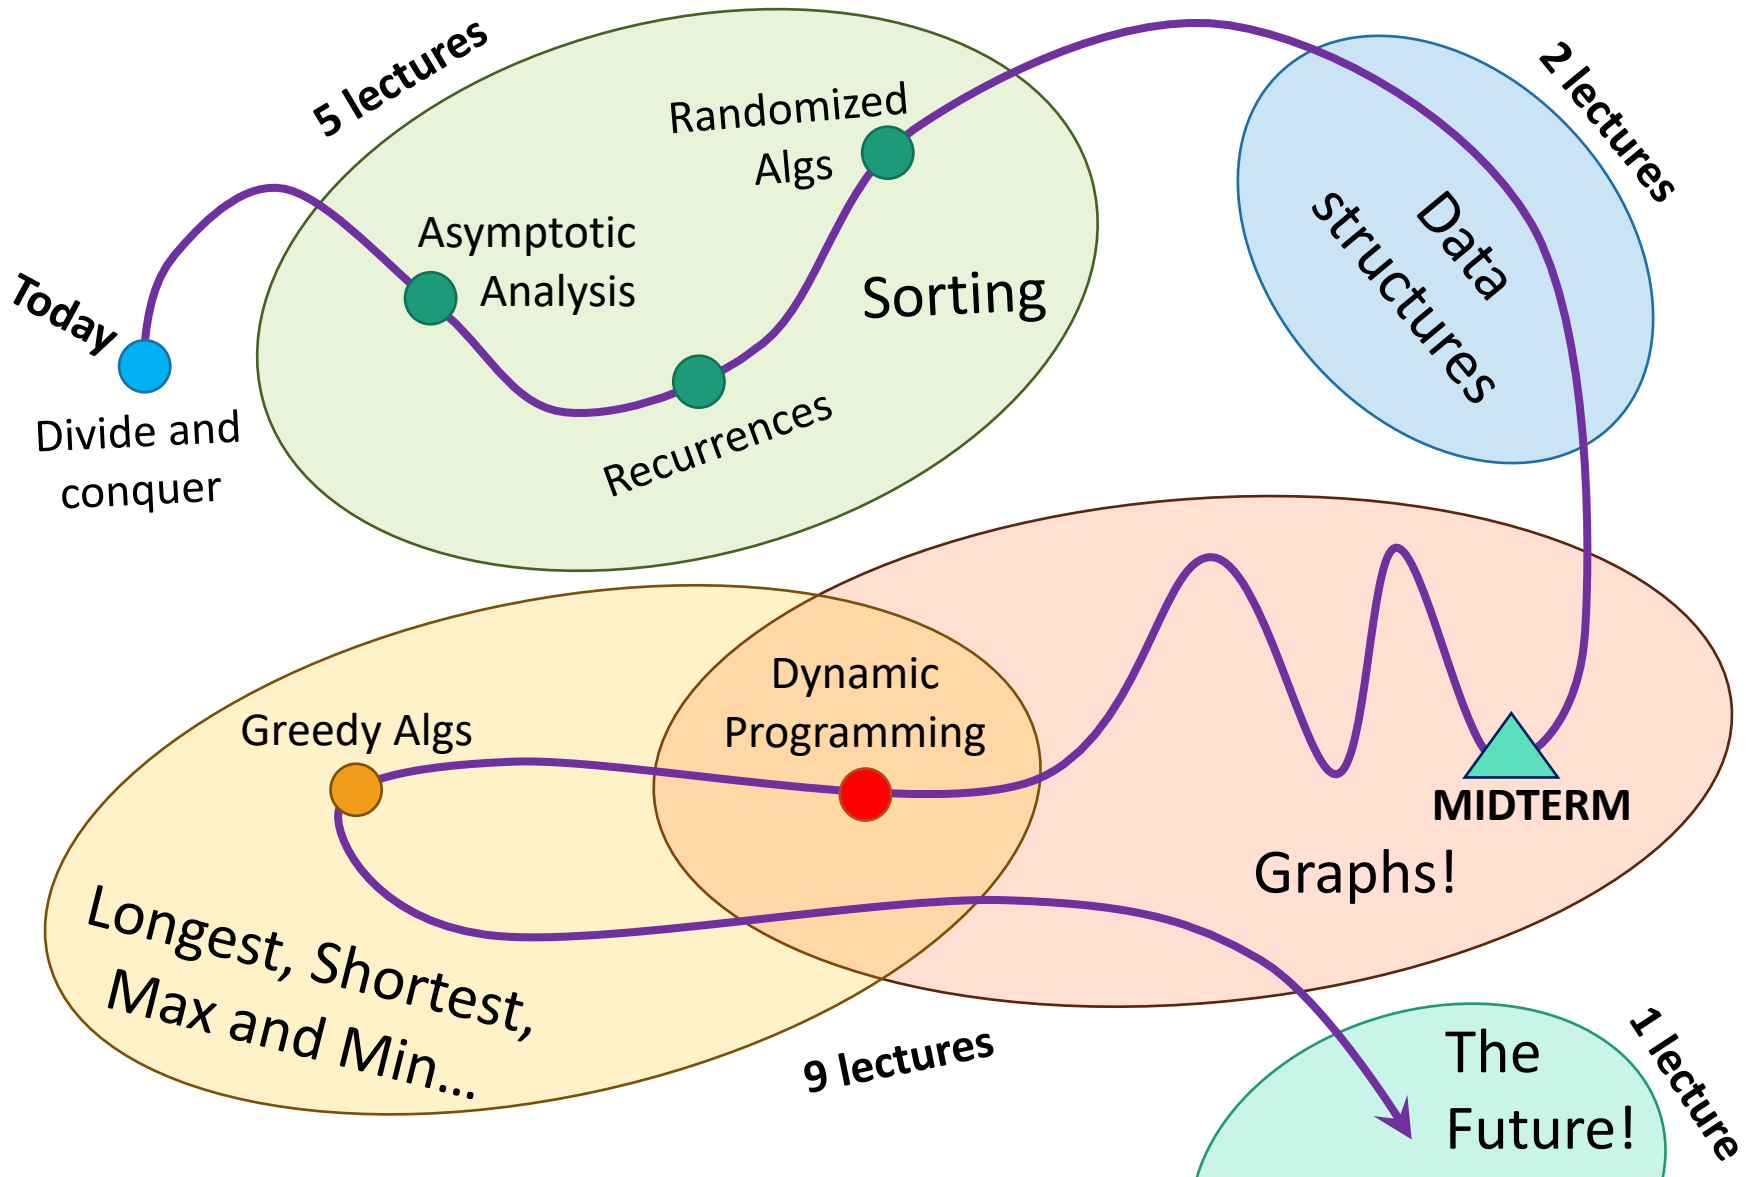 5 lectures
Randomized
Algs
2 lectures
Asymptotic
Analysis
Sorting
Data
structures
Today
Divide and
conquer
Recurrences
Dynamic
Programming
Greedy Algs
MIDTERM
Graphs!
Longest, Shortest,
Max and Min...
9 lectures
1 lecture
The
Future!